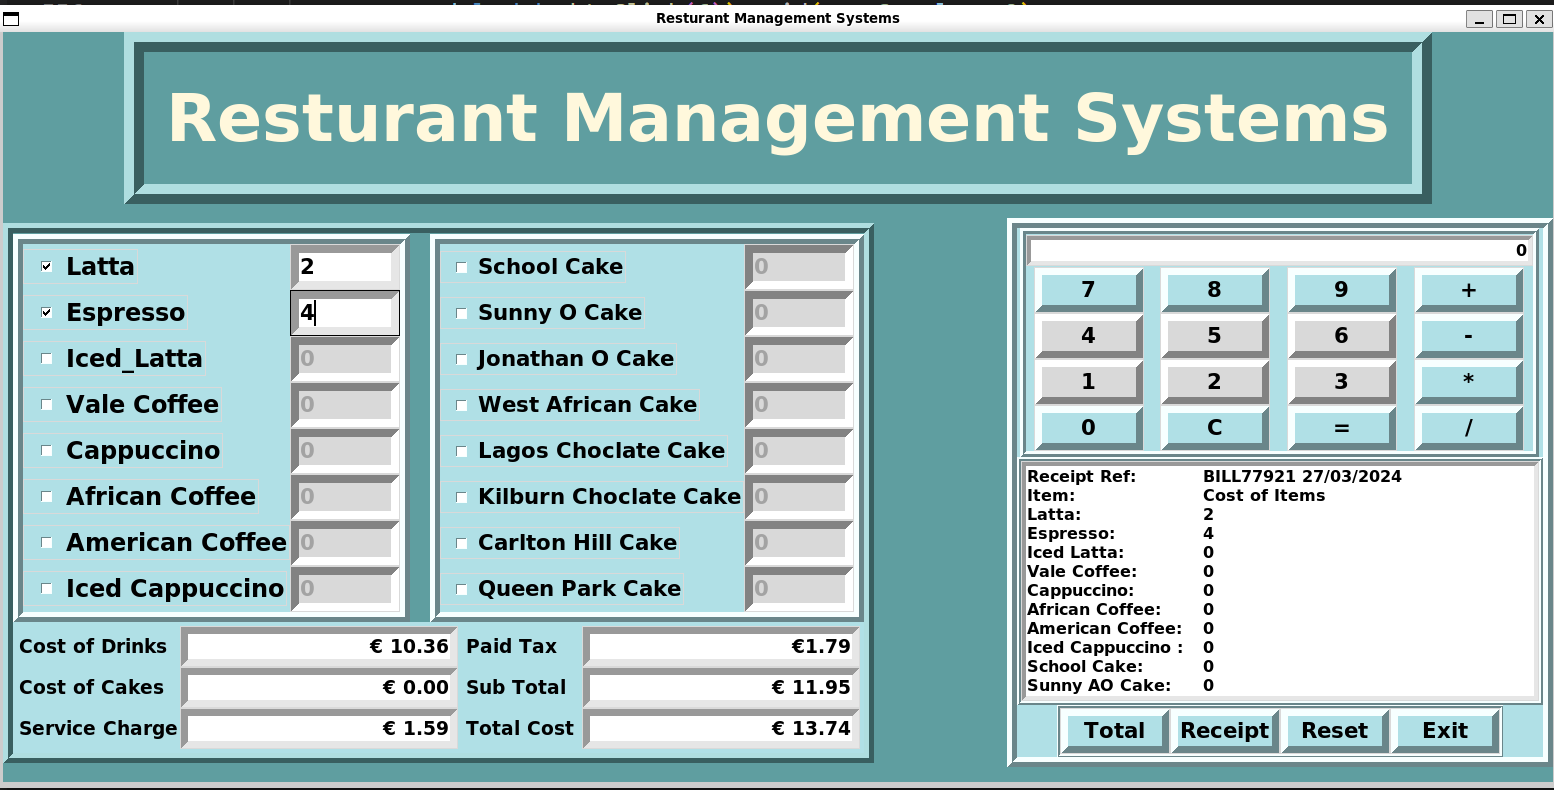 Resturant Management Systems
Resturant Management Systems
Latta 2
Espresso 4
Iced_Latta 0
Vale Coffee 0
Cappuccino 0
African Coffee 0
American Coffee 0
Iced Cappuccino 0
School Cake 0
Sunny O Cake 0
Jonathan O Cake 0
West African Cake 0
Lagos Choclate Cake 0
Kilburn Choclate Cake 0
Carlton Hill Cake 0
Queen Park Cake 0
Cost of Drinks € 10.36 Paid Tax €1.79
Cost of Cakes € 0.00 Sub Total € 11.95
Service Charge € 1.59 Total Cost € 13.74
0
7 8 9 +
4 5 6 -
1 2 3 *
0 C = /
Receipt Ref: BILL77921 27/03/2024
Item: Cost of Items
Latta: 2
Espresso: 4
Iced Latta: 0
Vale Coffee: 0
Cappuccino: 0
African Coffee: 0
American Coffee: 0
Iced Cappuccino : 0
School Cake: 0
Sunny AO Cake: 0
Total Receipt Reset Exit